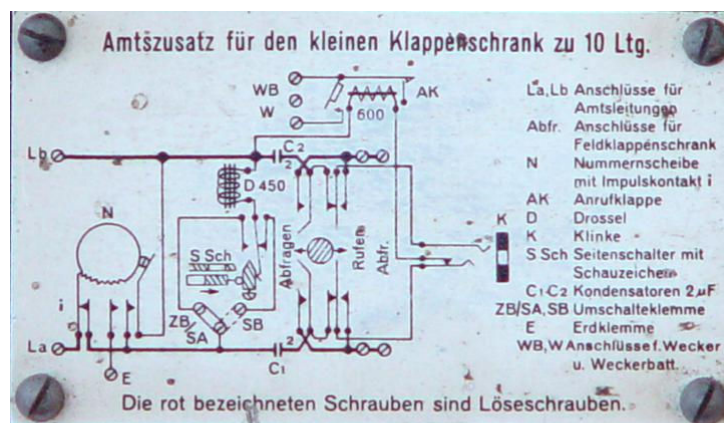 Amtszusatz für den kleinen Klappenschrank zu 10 Ltg.
WB
W
AK
600
Lb
C2
2
D 450
N
S Sch
Abfragen
Rufen
Abfr.
K
i
ZB/
SA
SB
La
2
C1
E
La,Lb Anschlüsse für
Amtsleitungen
Abfr. Anschlüsse für
Feldklappenschrank
N Nummernscheibe
mit Impulskontakt i
AK Anrufklappe
D Drossel
K Klinke
S Sch Seitenschalter mit
Schauzeichen
C1-C2 Kondensatoren 2µF
ZB/SA, SB Umschalteklemme
E Erdklemme
WB,W Anschlüsse f. Wecker
u. Weckerbatt.
Die rot bezeichneten Schrauben sind Löseschrauben.